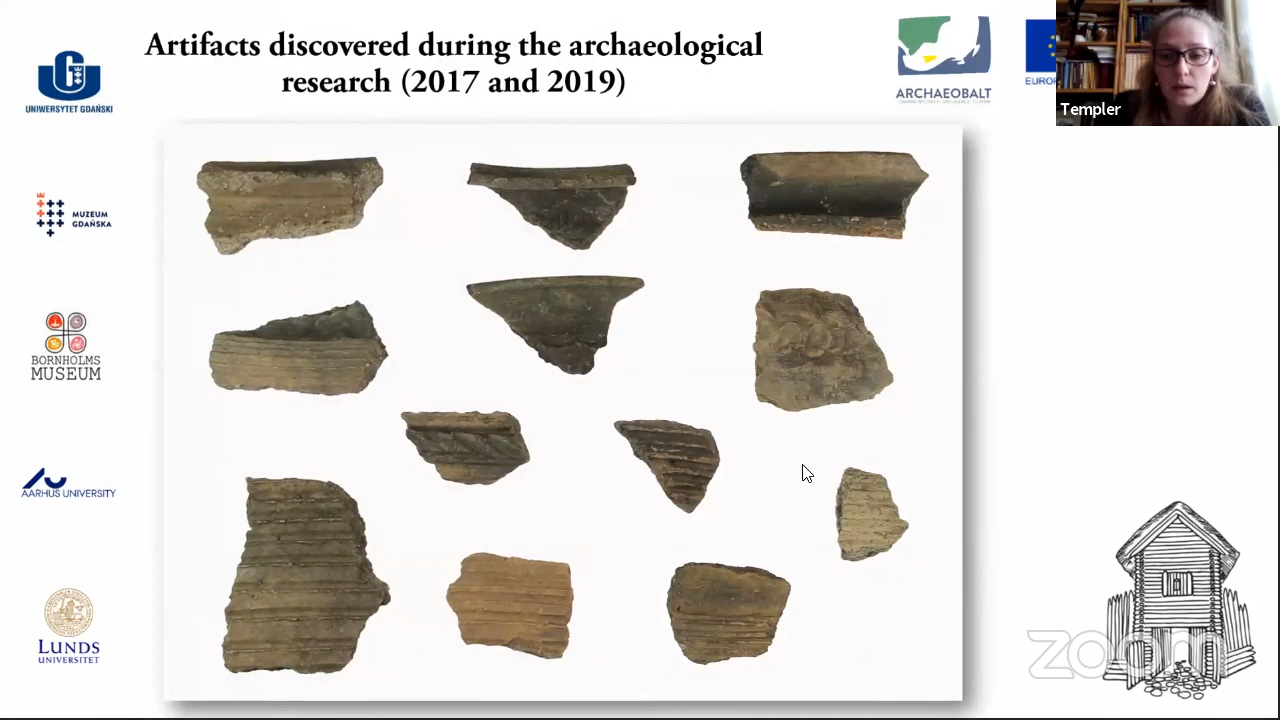 Artifacts discovered during the archaeological
research (2017 and 2019)
UNIWERSYTET GDAŃSKI
ARCHAEOBALT
EURO
Templer
MUZEUM
GDAŃSKA
BORNHOLMS
MUSEUM
AARHUS UNIVERSITY
LUNDS
UNIVERSITET
zoom